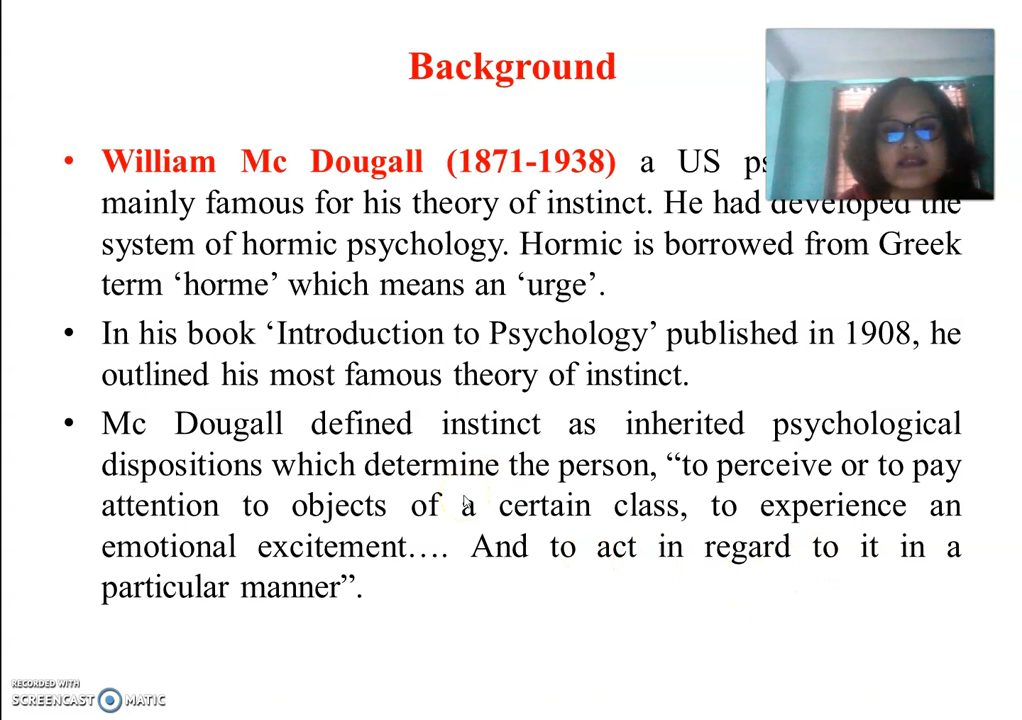 Background
• William Mc Dougall (1871-1938) a US
mainly famous for his theory of instinct. He had developed the
system of hormic psychology. Hormic is borrowed from Greek
term ‘horme’ which means an ‘urge’.
• In his book ‘Introduction to Psychology’ published in 1908, he
outlined his most famous theory of instinct.
• Mc Dougall defined instinct as inherited psychological
dispositions which determine the person, “to perceive or to pay
attention to objects of a certain class, to experience an
emotional excitement…. And to act in regard to it in a
particular manner”.
RECORDED WITH
SCREENCAST MATIC